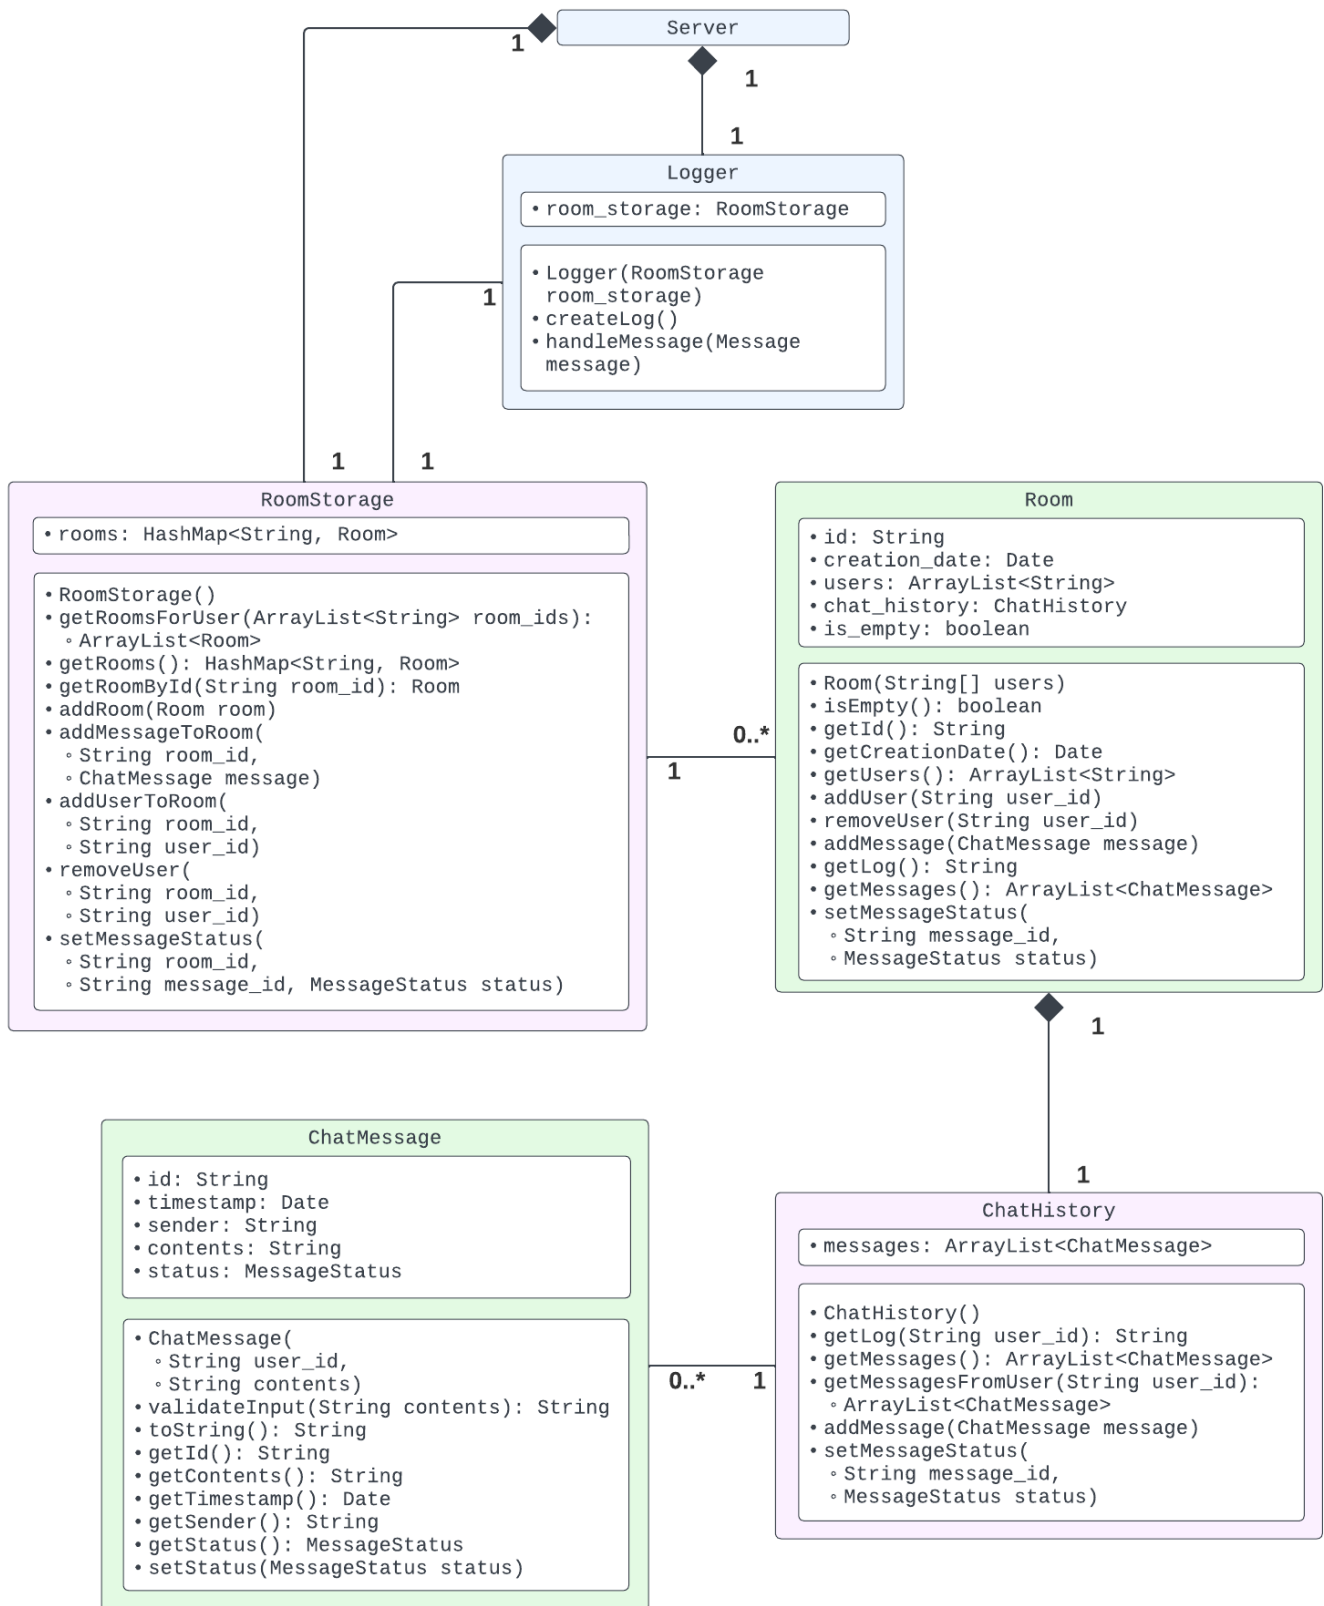 Server
1
1
1
Logger
• room_storage: RoomStorage
• Logger(RoomStorage
room_storage)
• createLog()
• handleMessage(Message
message)
1
1
1
RoomStorage
• rooms: HashMap<String, Room>
• RoomStorage()
• getRoomsForUser(ArrayList<String> room_ids):
◦ ArrayList<Room>
• getRooms(): HashMap<String, Room>
• getRoomById(String room_id): Room
• addRoom(Room room)
• addMessageToRoom(
◦ String room_id,
◦ ChatMessage message)
• addUserToRoom(
◦ String room_id,
◦ String user_id)
• removeUser(
◦ String room_id,
◦ String user_id)
• setMessageStatus(
◦ String room_id,
◦ String message_id, MessageStatus status)
0..*
1
Room
• id: String
• creation_date: Date
• users: ArrayList<String>
• chat_history: ChatHistory
• is_empty: boolean
• Room(String[] users)
• isEmpty(): boolean
• getId(): String
• getCreationDate(): Date
• getUsers(): ArrayList<String>
• addUser(String user_id)
• removeUser(String user_id)
• addMessage(ChatMessage message)
• getLog(): String
• getMessages(): ArrayList<ChatMessage>
• setMessageStatus(
◦ String message_id,
◦ MessageStatus status)
1
1
ChatMessage
• id: String
• timestamp: Date
• sender: String
• contents: String
• status: MessageStatus
• ChatMessage(
◦ String user_id,
◦ String contents)
• validateInput(String contents): String
• toString(): String
• getId(): String
• getContents(): String
• getTimestamp(): Date
• getSender(): String
• getStatus(): MessageStatus
• setStatus(MessageStatus status)
0..* 1
ChatHistory
• messages: ArrayList<ChatMessage>
• ChatHistory()
• getLog(String user_id): String
• getMessages(): ArrayList<ChatMessage>
• getMessagesFromUser(String user_id):
◦ ArrayList<ChatMessage>
• addMessage(ChatMessage message)
• setMessageStatus(
◦ String message_id,
◦ MessageStatus status)